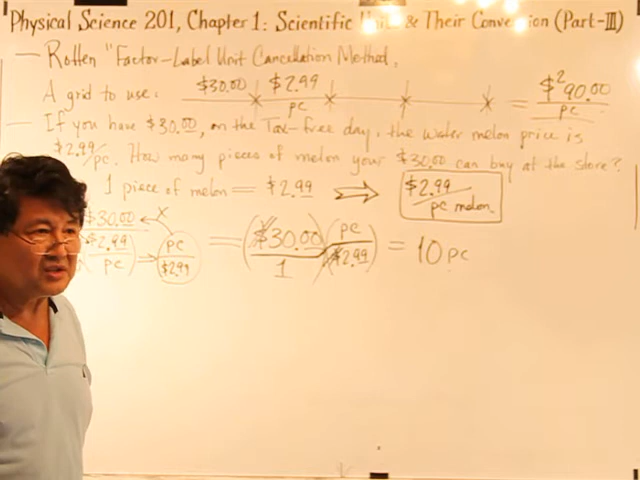 Physical Science 201, Chapter 1: Scientific & Their Conversion (Part-III)
— Rotten "Factor-Label Unit Cancellation Method.
A grid to use: $30.00 × $2.99/pc × × = $²90.00/pc
— If you have $30.00, on the Tax-free day, the water melon price is
$2.99/pc. How many pieces of melon your $30.00 can buy at the store?
1 piece of melon = $2.99 ⇒ $2.99/pc melon
$30.00/($2.99/pc) × → pc/$2.99 = ($30.00/1)(pc/$2.99) = 10 pc